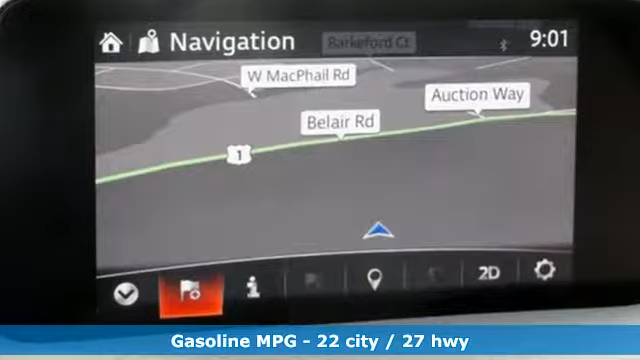 Navigation
Barkeford Ct
9:01
W MacPhail Rd
Auction Way
Belair Rd
1
2D
Gasoline MPG - 22 city / 27 hwy